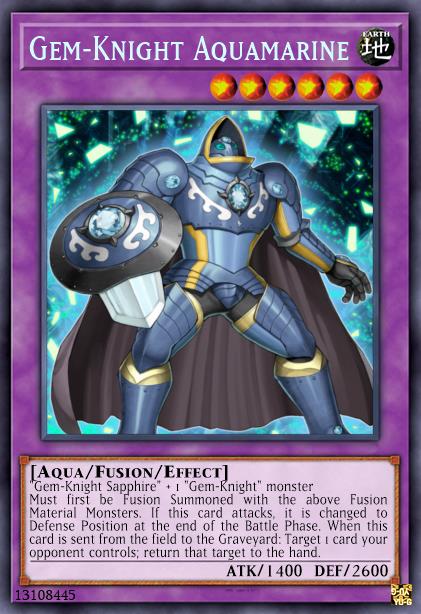 Gem-Knight Aquamarine
EARTH
地
[Aqua/Fusion/Effect]
"Gem-Knight Sapphire" + 1 "Gem-Knight" monster
Must first be Fusion Summoned with the above Fusion
Material Monsters. If this card attacks, it is changed to
Defense Position at the end of the Battle Phase. When this
card is sent from the field to the Graveyard: Target 1 card your
opponent controls; return that target to the hand.
ATK/1400 DEF/2600
13108445